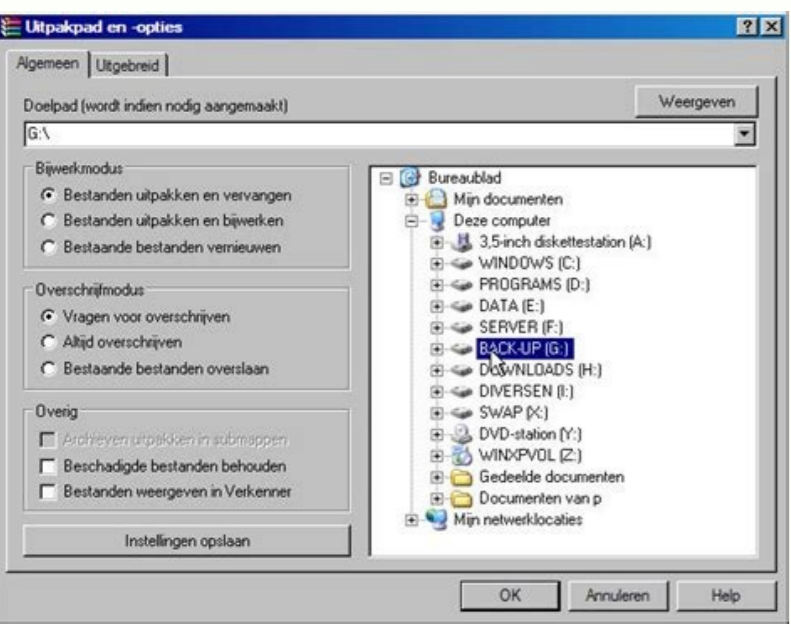 Uitpakpad en -opties
Algemeen
Uitgebreid
Doelpad (wordt indien nodig aangemaakt)
Weergeven
G:\
Bijwerkmodus
Bestanden uitpakken en vervangen
Bestanden uitpakken en bijwerken
Bestaande bestanden vernieuwen
Overschrijfmodus
Vragen voor overschrijven
Altijd overschrijven
Bestaande bestanden overslaan
Overig
Archieven uitpakken in submappen
Beschadigde bestanden behouden
Bestanden weergeven in Verkenner
Instellingen opslaan
Bureaublad
Mijn documenten
Deze computer
3,5-inch diskettestation (A:)
WINDOWS (C:)
PROGRAMS (D:)
DATA (E:)
SERVER (F:)
BACK-UP (G:)
DOWNLOADS (H:)
DIVERSEN (I:)
SWAP (X:)
DVD-station (Y:)
WINXPVOL (Z:)
Gedeelde documenten
Documenten van p
Mijn netwerklocaties
OK
Annuleren
Help